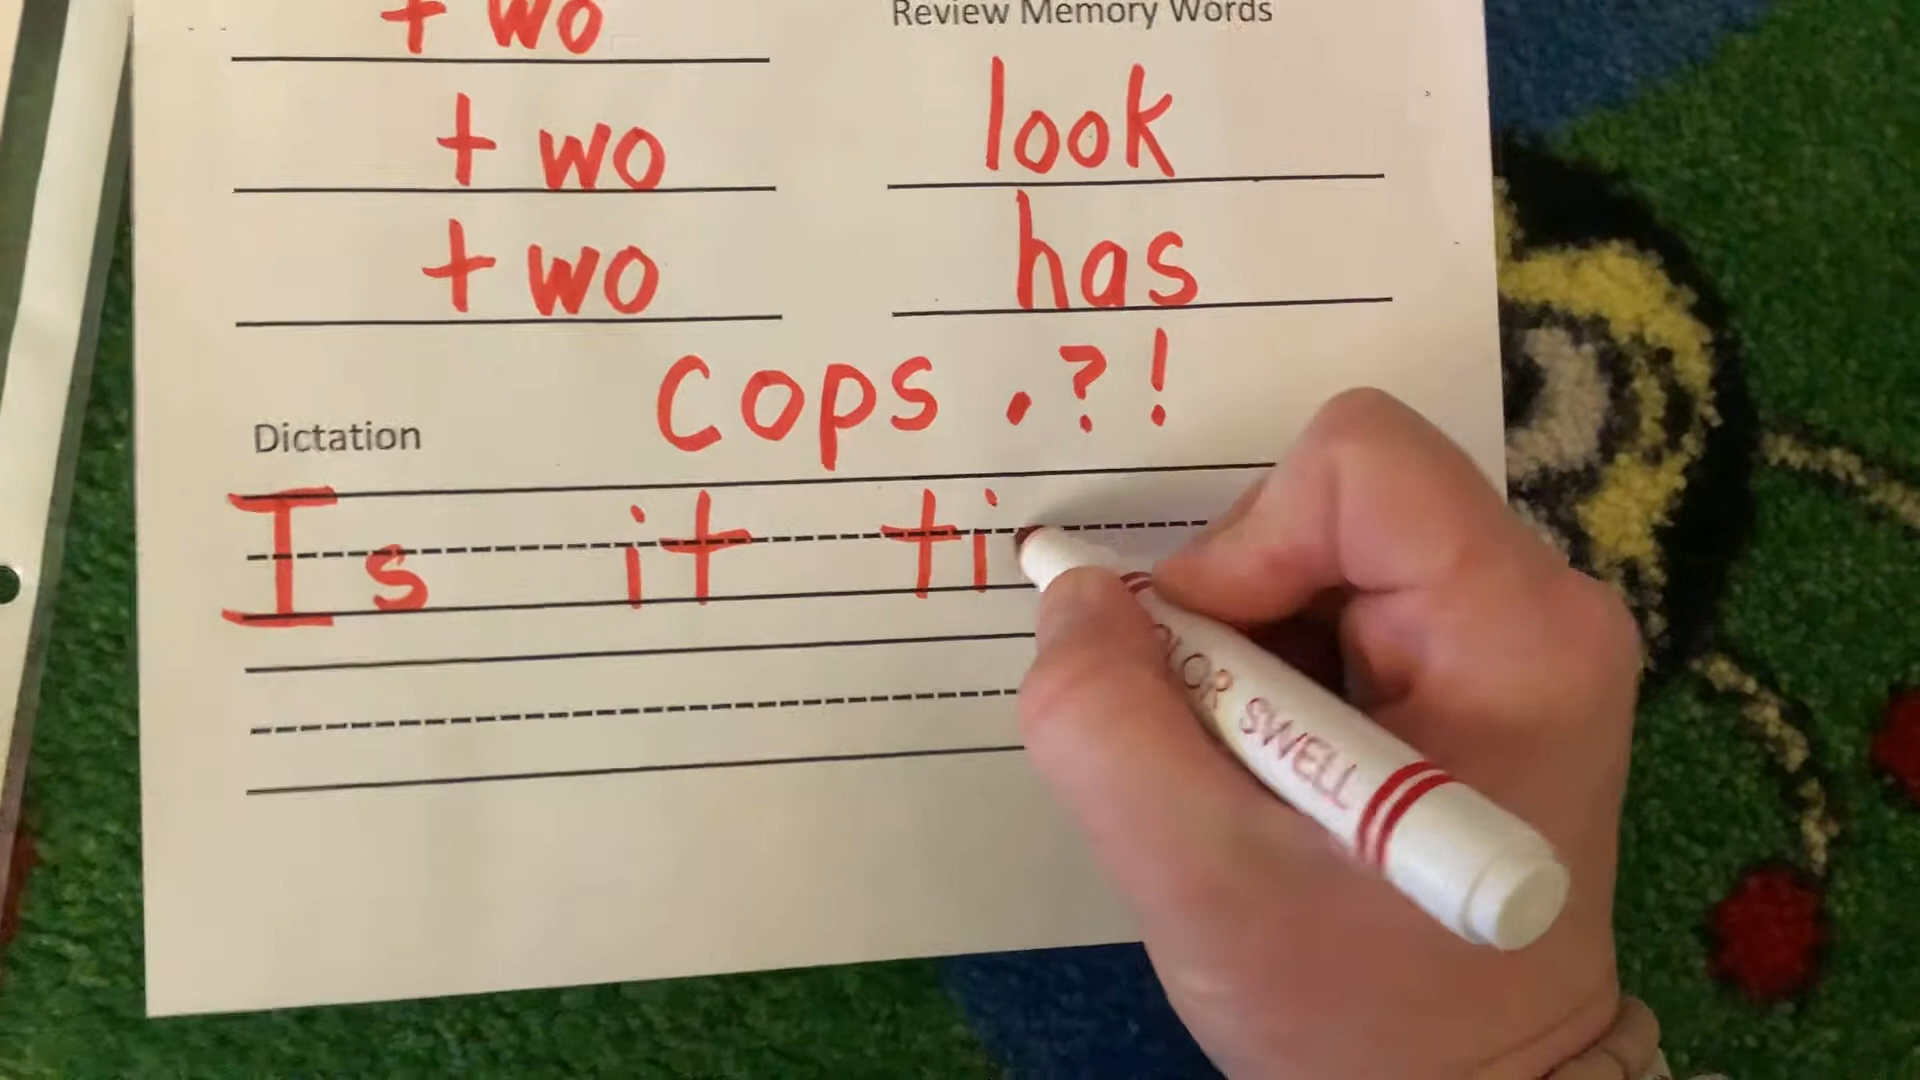 two
Review Memory Words
two
look
two
has
cops . ? !
Dictation
Is it ti
COLOR SWELL